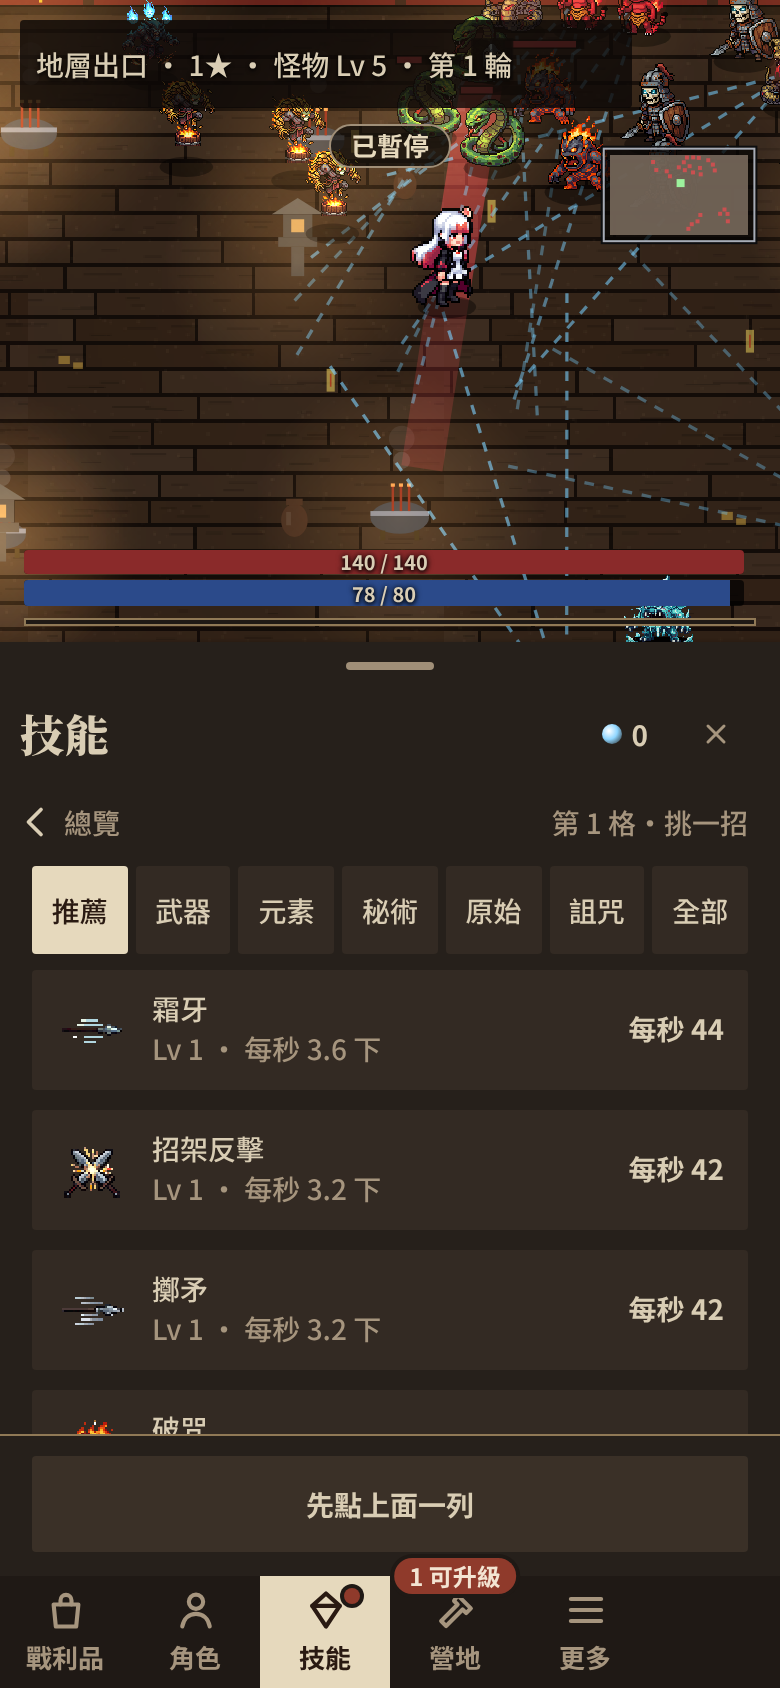 地層出口 • 1★ • 怪物 Lv 5 • 第 1 輪
已暫停
140 / 140
78 / 80
技能
0
總覽
第 1 格・挑一招
推薦
武器
元素
秘術
原始
詛咒
全部
霜牙
Lv 1 • 每秒 3.6 下
每秒 44
招架反擊
Lv 1 • 每秒 3.2 下
每秒 42
擲矛
Lv 1 • 每秒 3.2 下
每秒 42
破咒
先點上面一列
1 可升級
戰利品
角色
技能
營地
更多